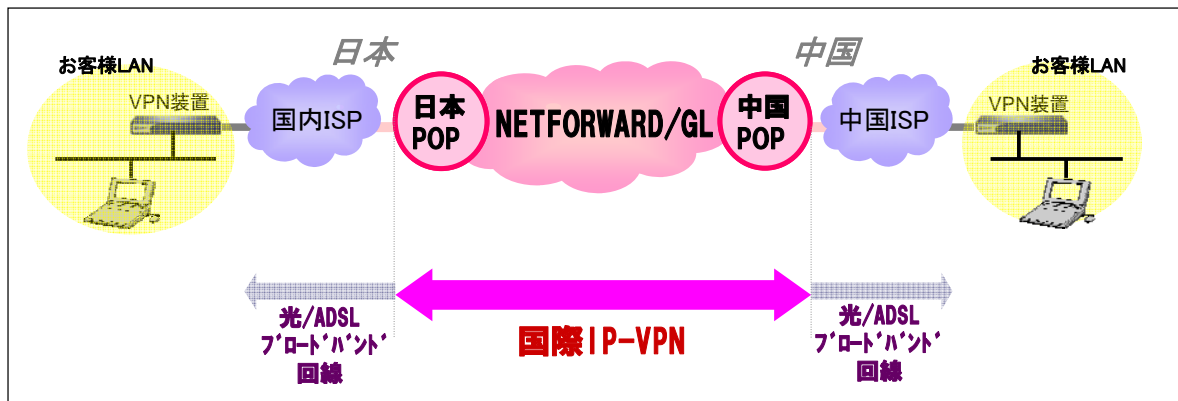 日本
中国
お客様LAN
お客様LAN
VPN装置
国内ISP
日本
POP
NETFORWARD/GL
中国
POP
中国ISP
VPN装置
光/ADSL
ﾌﾞﾛｰﾄﾞﾊﾞﾝﾄﾞ
回線
国際IP-VPN
光/ADSL
ﾌﾞﾛｰﾄﾞﾊﾞﾝﾄﾞ
回線